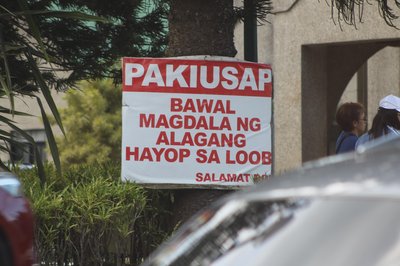 PAKIUSAP
BAWAL
MAGDALA NG
ALAGANG
HAYOP SA LOOB
SALAMAT